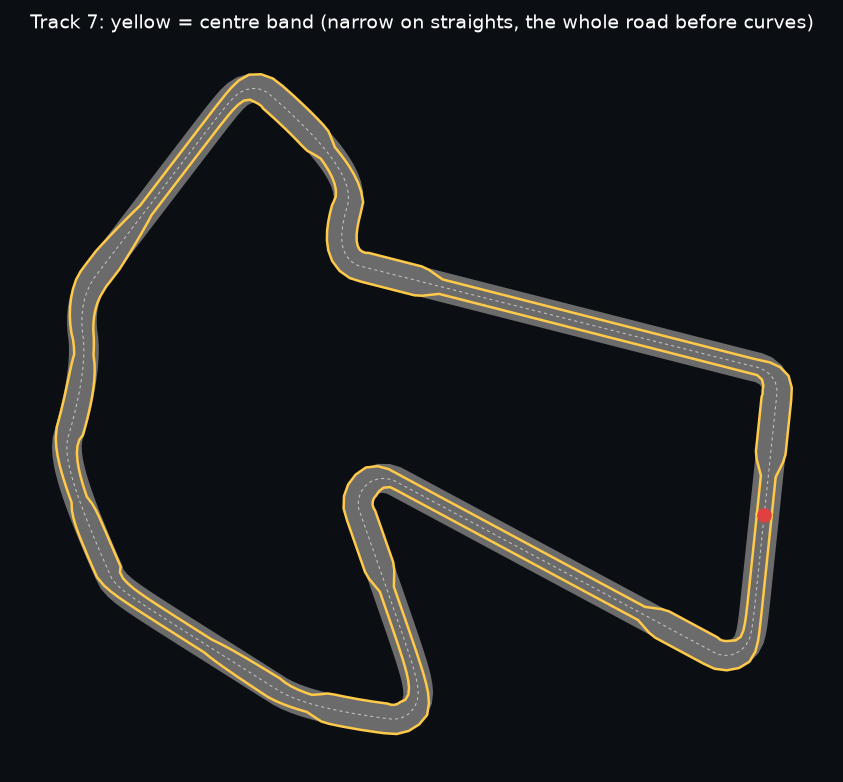 Track 7: yellow = centre band (narrow on straights, the whole road before curves)